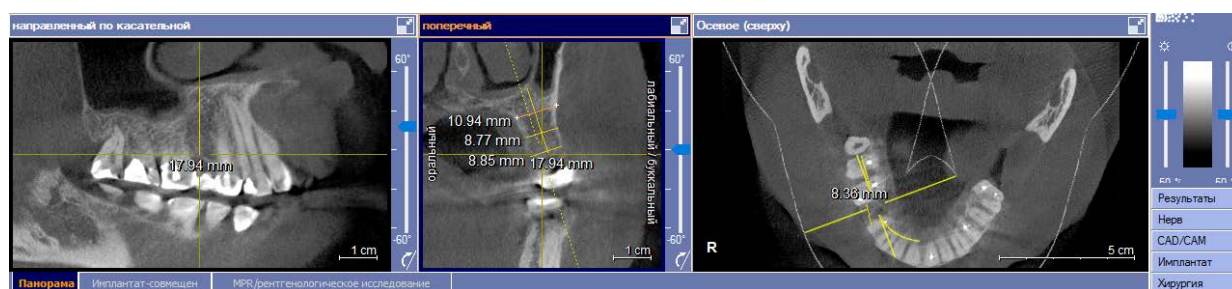 направленный по касательной
поперечный
Осевое (сверху)
60°
60°
10.94 mm
8.77 mm
8.85 mm
17.94 mm
17.94 mm
8.36 mm
оральный
лабиальный / буккальный
-60°
-60°
1 cm
1 cm
R
5 cm
Результаты
Нерв
CAD/CAM
Имплантат
Хирургия
Панорама
Имплантат-совмещен
MPR/рентгенологическое исследование